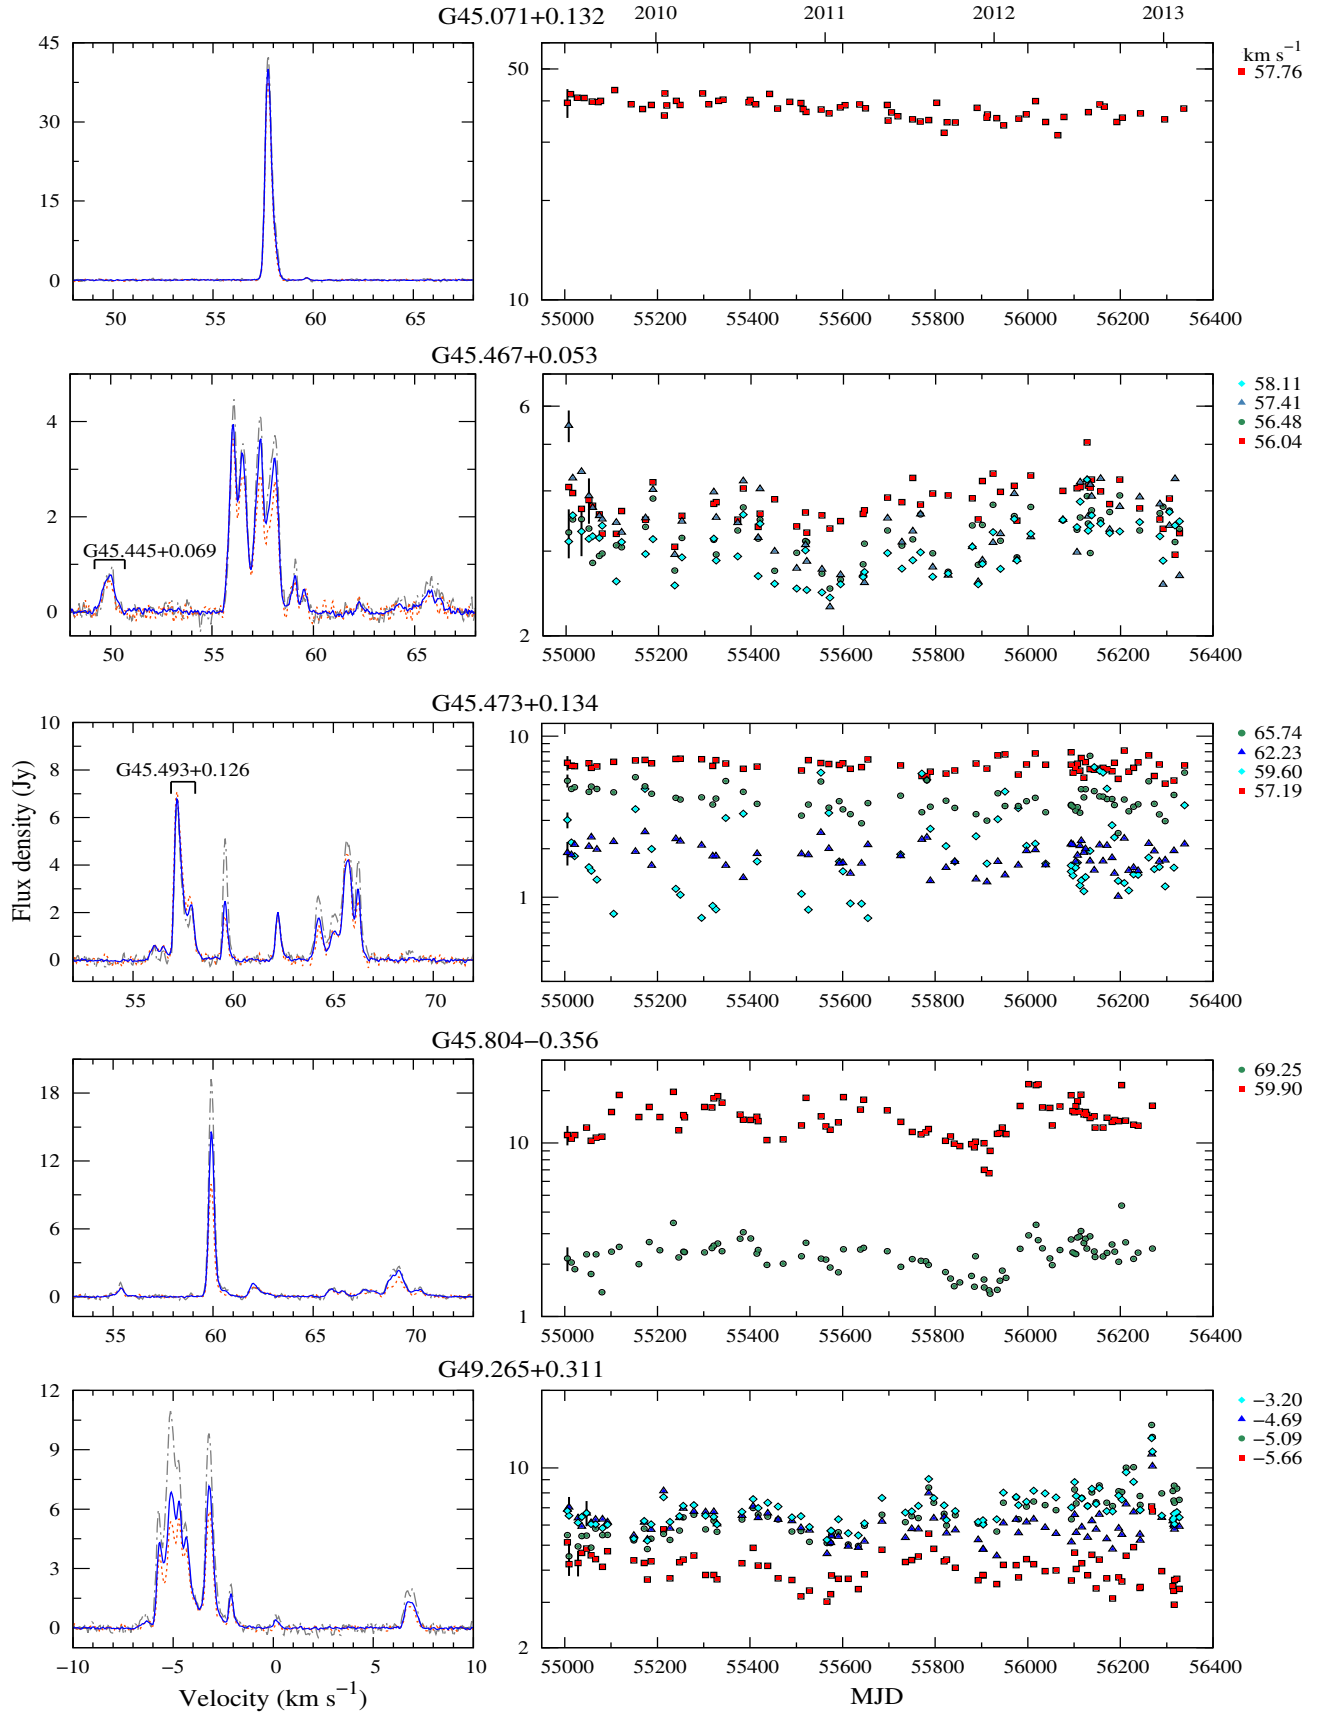 G45.071+0.132
2010 2011 2012 2013
45
30
15
0
50 55 60 65
50
10
55000 55200 55400 55600 55800 56000 56200 56400
km s−1
57.76
G45.467+0.053
4
2
0
G45.445+0.069
50 55 60 65
6
2
55000 55200 55400 55600 55800 56000 56200 56400
58.11
57.41
56.48
56.04
G45.473+0.134
10
8
6
4
2
0
G45.493+0.126
55 60 65 70
10
1
55000 55200 55400 55600 55800 56000 56200 56400
65.74
62.23
59.60
57.19
Flux density (Jy)
G45.804−0.356
18
12
6
0
55 60 65 70
10
1
55000 55200 55400 55600 55800 56000 56200 56400
69.25
59.90
G49.265+0.311
12
9
6
3
0
−10 −5 0 5 10
10
2
55000 55200 55400 55600 55800 56000 56200 56400
−3.20
−4.69
−5.09
−5.66
Velocity (km s−1)
MJD